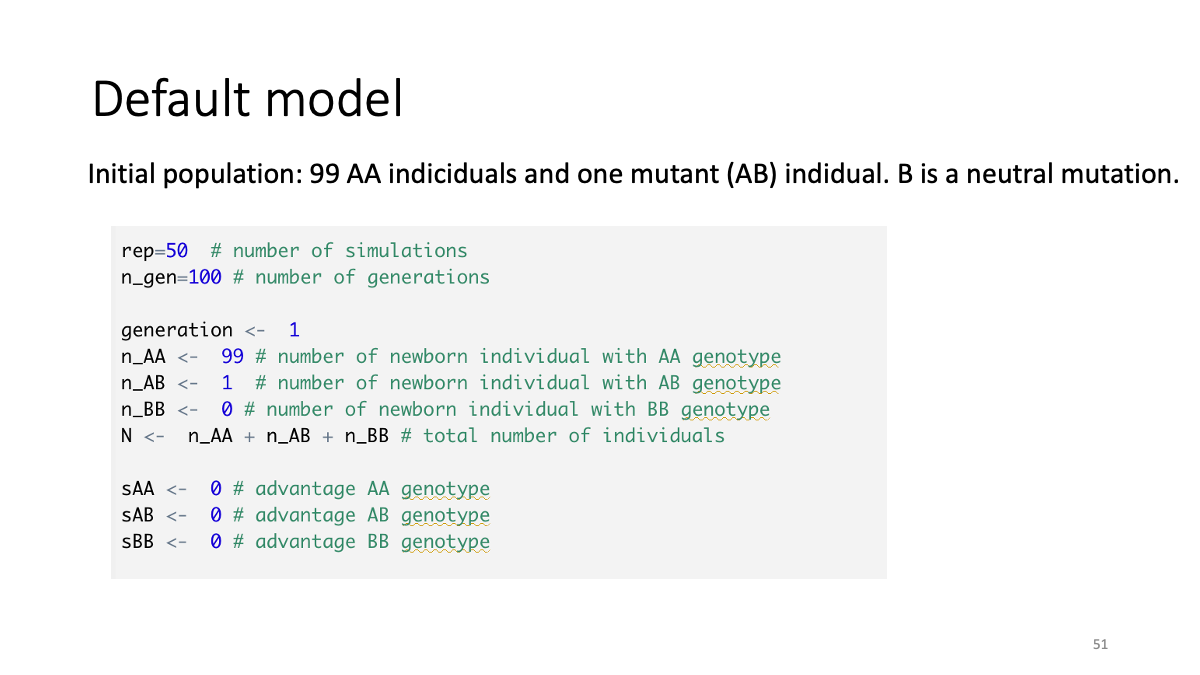 Default model
Initial population: 99 AA indiciduals and one mutant (AB) indidual. B is a neutral mutation.
rep=50  # number of simulations
n_gen=100 # number of generations
generation <-  1
n_AA <-  99 # number of newborn individual with AA genotype
n_AB <-  1  # number of newborn individual with AB genotype
n_BB <-  0 # number of newborn individual with BB genotype
N <-  n_AA + n_AB + n_BB # total number of individuals
sAA <-  0 # advantage AA genotype
sAB <-  0 # advantage AB genotype
sBB <-  0 # advantage BB genotype
51